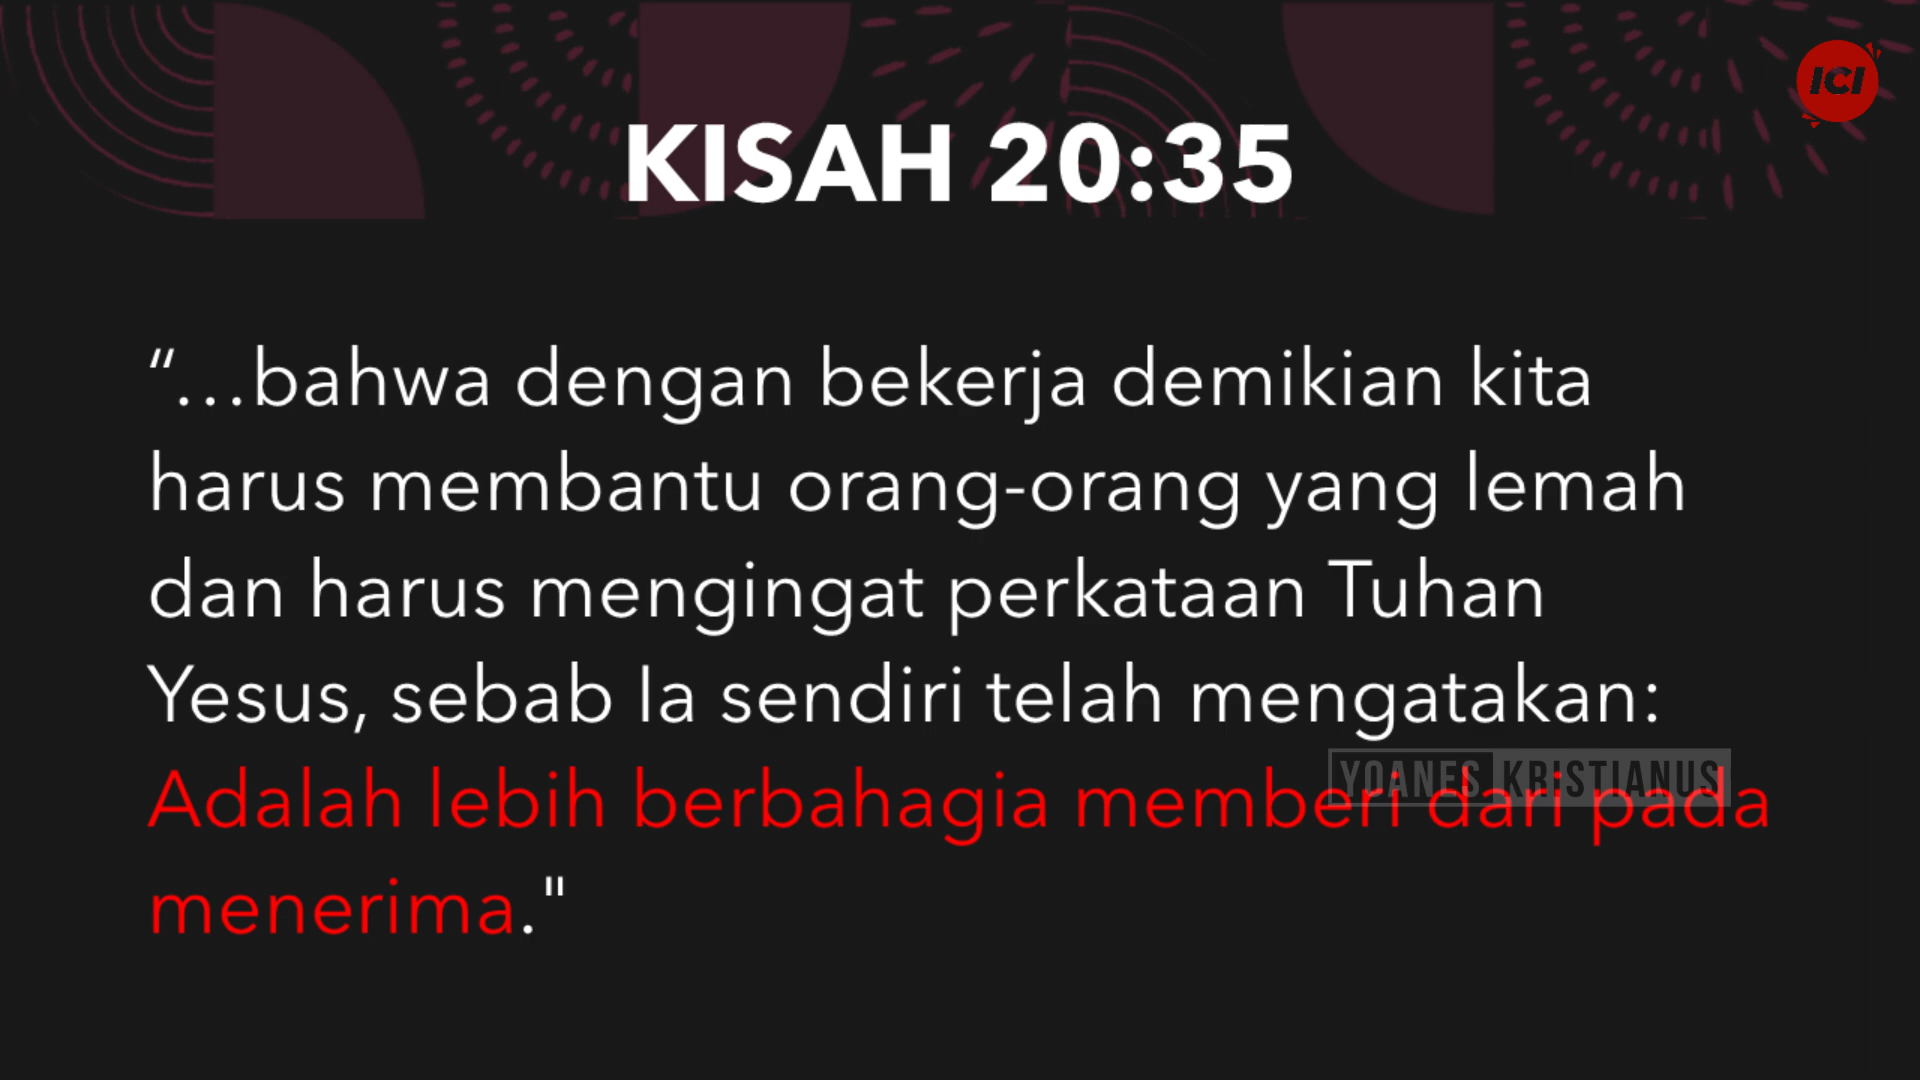 ICI
KISAH 20:35
“...bahwa dengan bekerja demikian kita
harus membantu orang-orang yang lemah
dan harus mengingat perkataan Tuhan
Yesus, sebab Ia sendiri telah mengatakan:
YOANES KRISTIANUS
Adalah lebih berbahagia memberi dari pada
menerima."